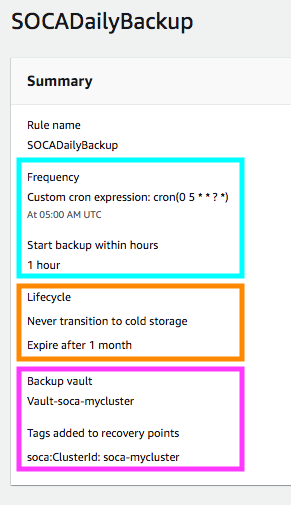 SOCADailyBackup
Summary
Rule name
SOCADailyBackup
Frequency
Custom cron expression: cron(0 5 * * ? *)
At 05:00 AM UTC
Start backup within hours
1 hour
Lifecycle
Never transition to cold storage
Expire after 1 month
Backup vault
Vault-soca-mycluster
Tags added to recovery points
soca:ClusterId: soca-mycluster